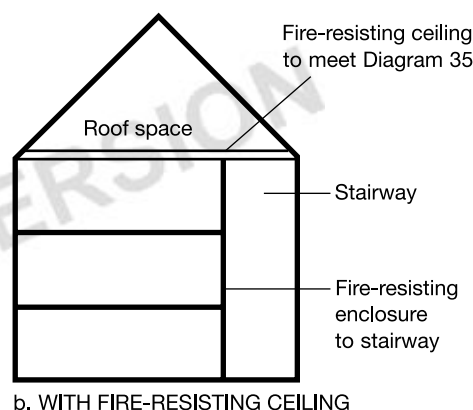 Fire-resisting ceiling
to meet Diagram 35
Roof space
ERSION
Stairway
Fire-resisting
enclosure
to stairway
b. WITH FIRE-RESISTING CEILING